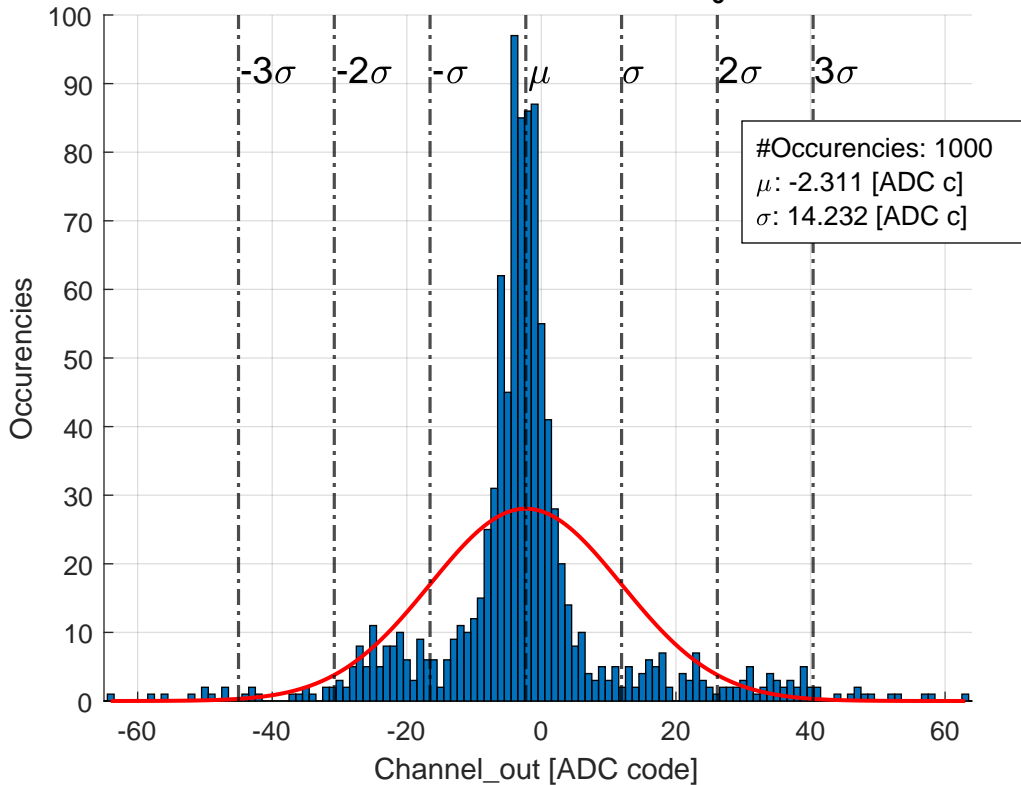 100
90
80
70
60
50
40
30
20
10
0
Occurencies
-3σ -2σ -σ μ σ 2σ 3σ
#Occurencies: 1000
μ: -2.311 [ADC c]
σ: 14.232 [ADC c]
-60 -40 -20 0 20 40 60
Channel_out [ADC code]